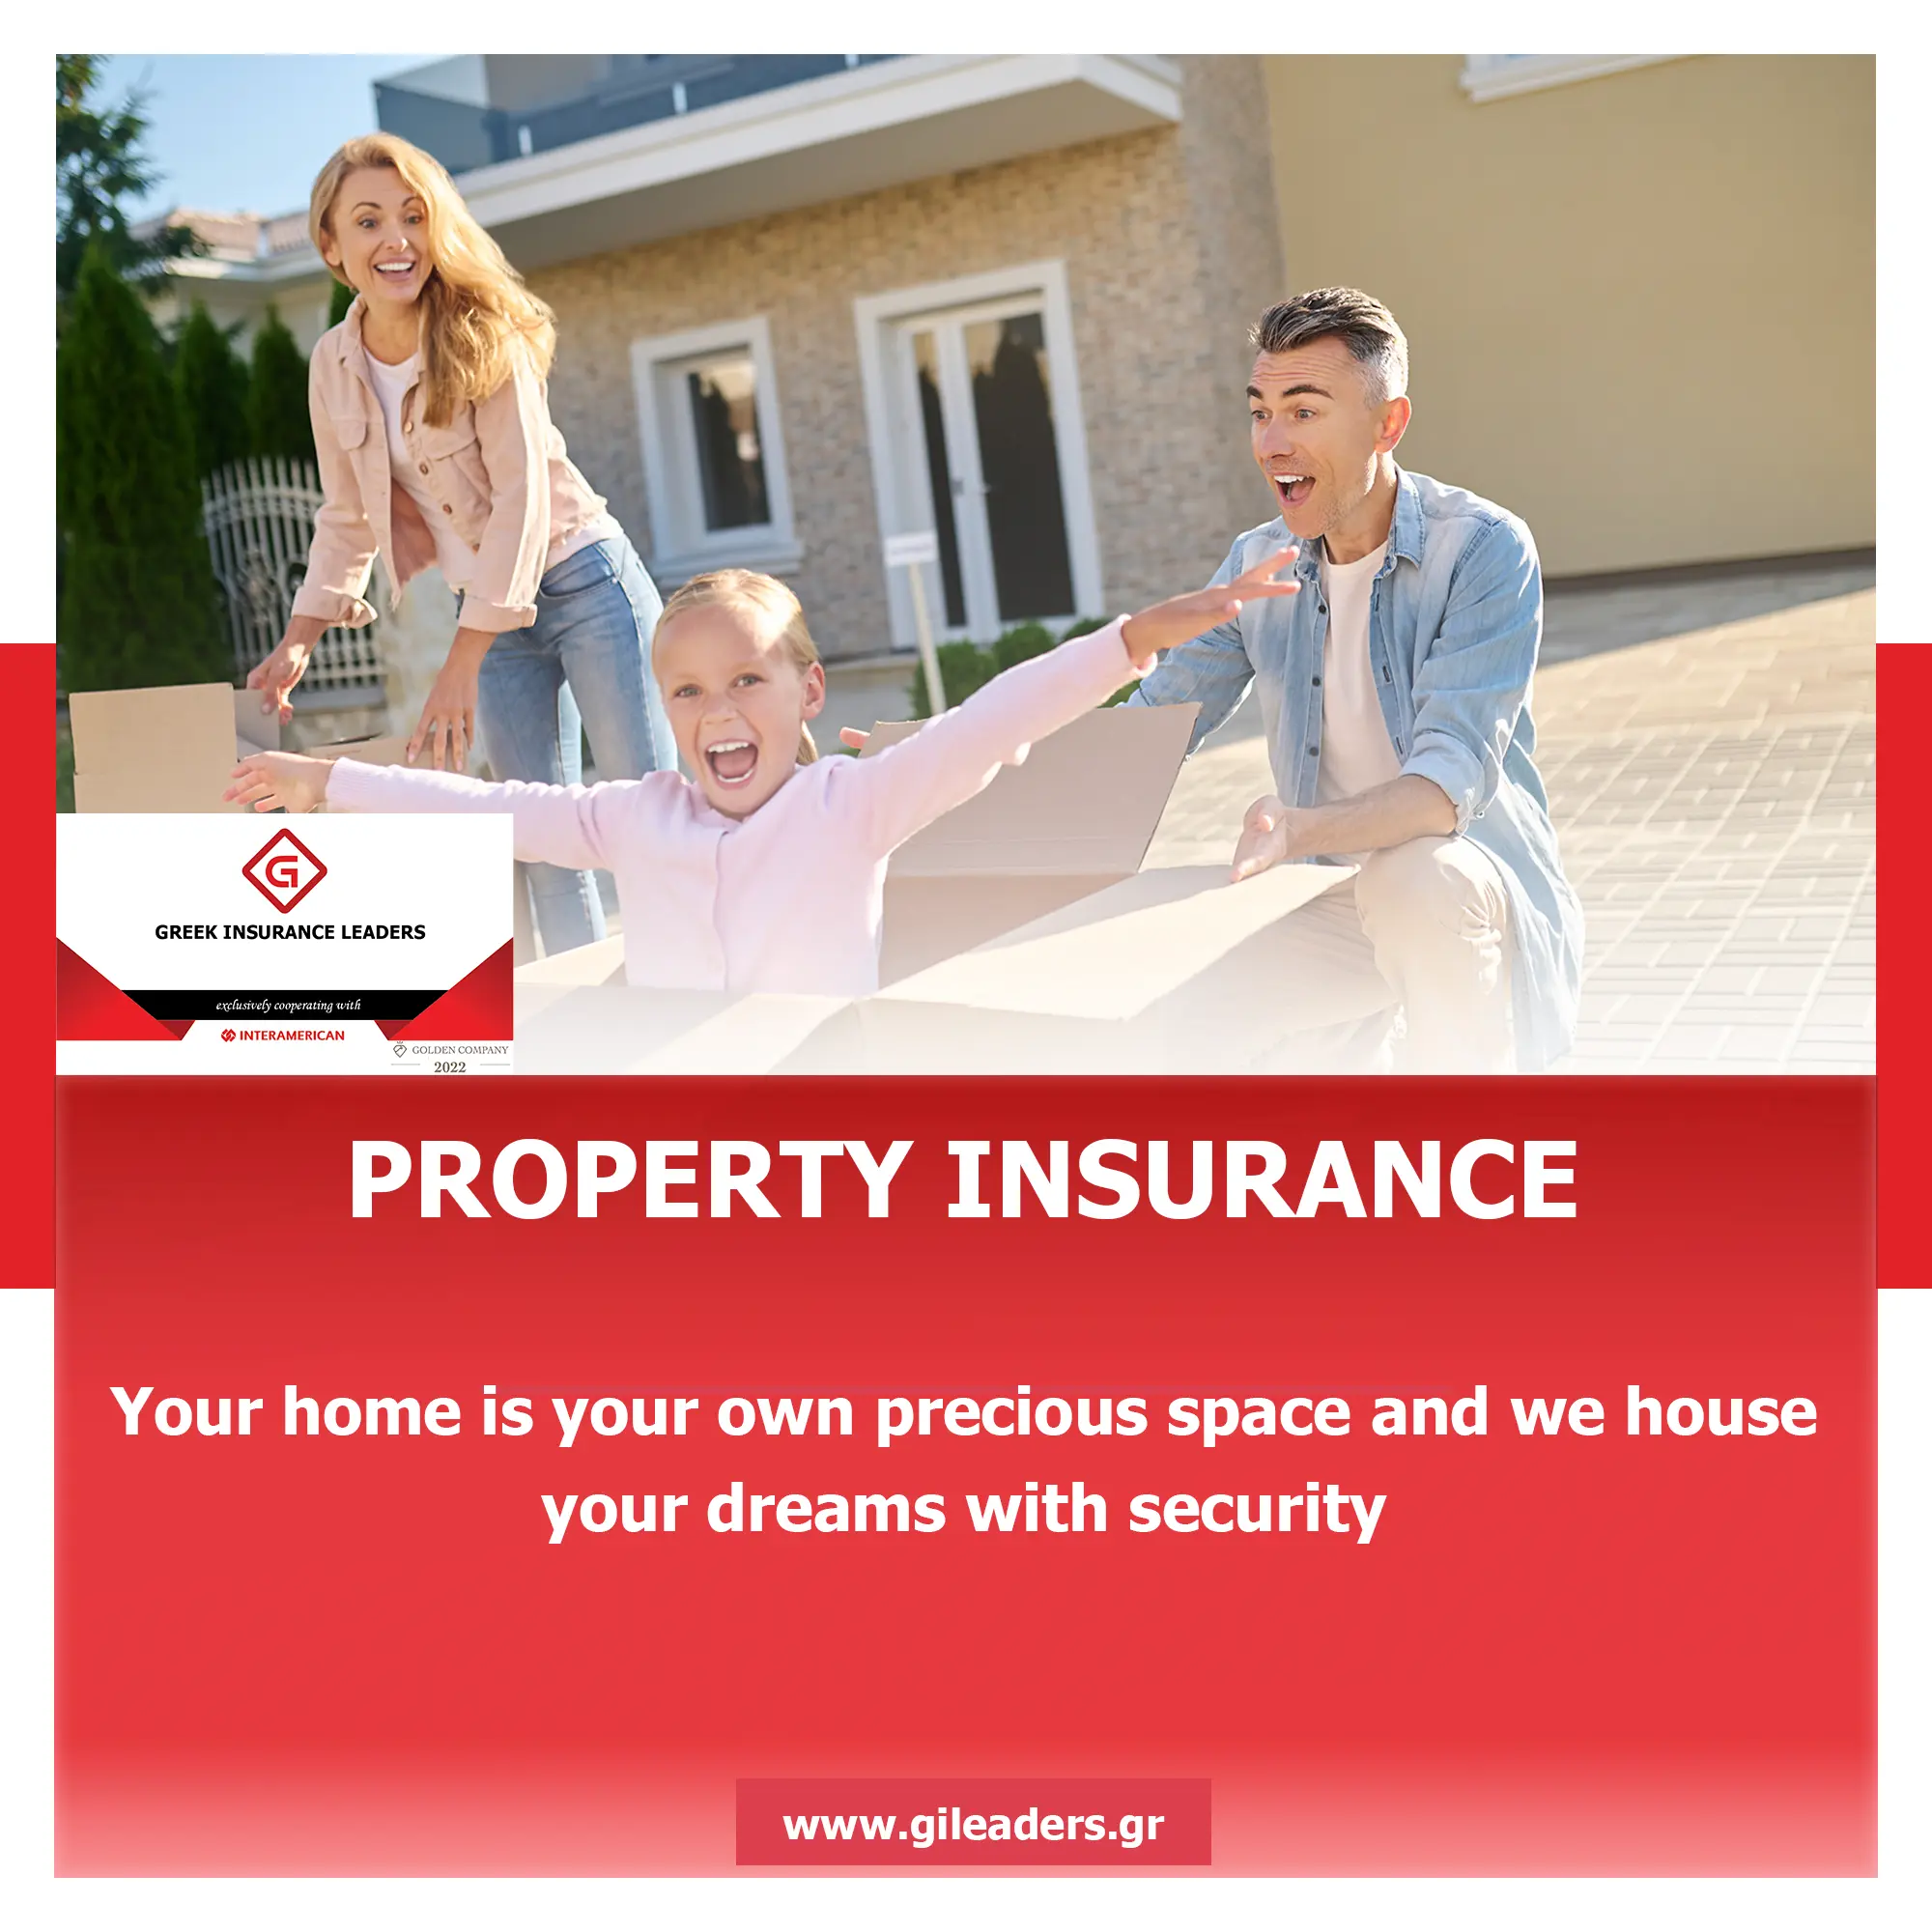 GREEK INSURANCE LEADERS
exclusively cooperating with
INTERAMERICAN
GOLDEN COMPANY
2022
PROPERTY INSURANCE
Your home is your own precious space and we house
your dreams with security
www.gileaders.gr